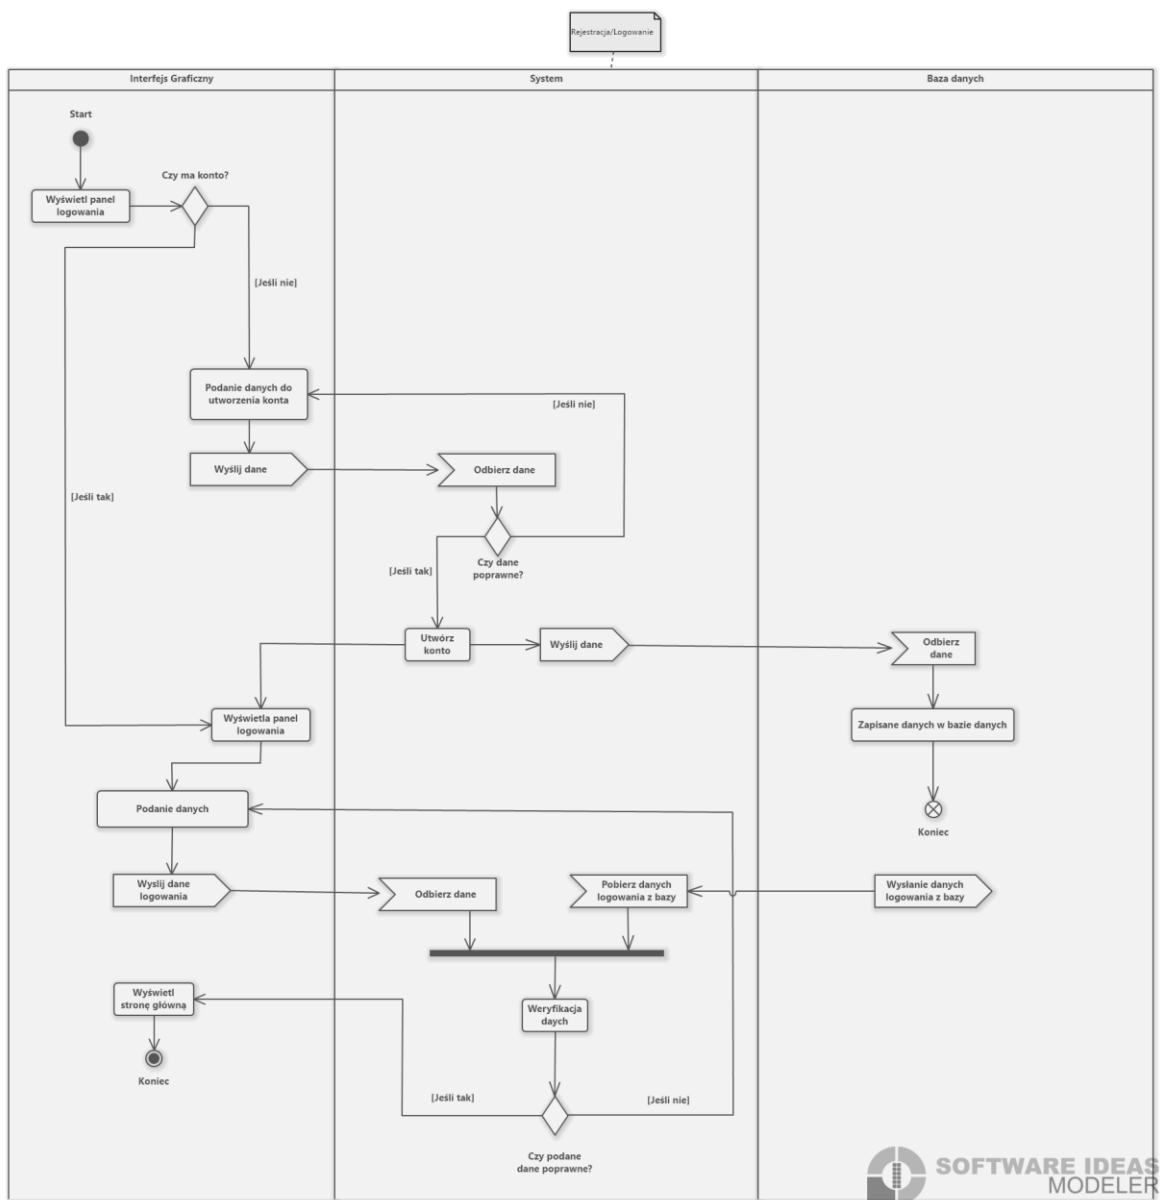 Rejestracja/Logowanie
Interfejs Graficzny
System
Baza danych
Start
Czy ma konto?
Wyświetl panel
logowania
[Jeśli nie]
Podanie danych do
utworzenia konta
[Jeśli nie]
Wyślij dane
Odbierz dane
[Jeśli tak]
Czy dane
poprawne?
[Jeśli tak]
Utwórz
konto
Wyślij dane
Odbierz
dane
Wyświetla panel
logowania
Zapisane danych w bazie danych
Podanie danych
Koniec
Wyslij dane
logowania
Odbierz dane
Pobierz danych
logowania z bazy
Wysłanie danych
logowania z bazy
Wyświetl
stronę główną
Weryfikacja
daych
Koniec
[Jeśli tak]
[Jeśli nie]
Czy podane
dane poprawne?
SOFTWARE IDEAS
MODELER